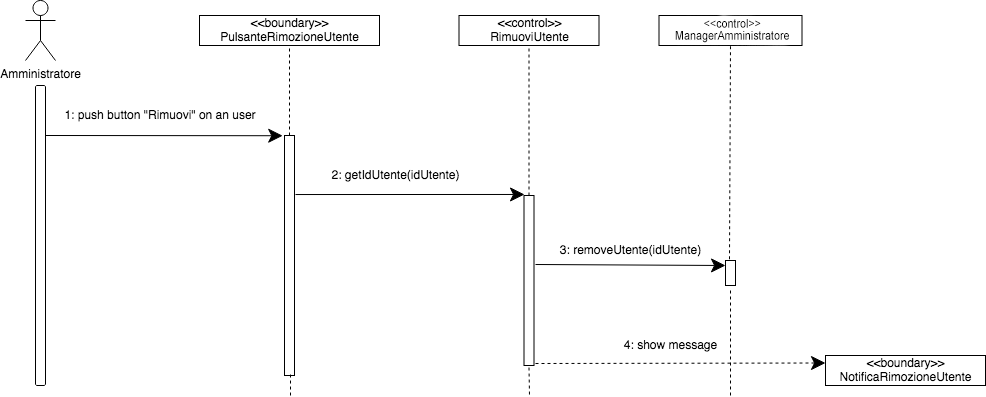 <<boundary>>
PulsanteRimozioneUtente
<<control>>
RimuoviUtente
<<control>>
ManagerAmministratore
Amministratore
1: push button "Rimuovi" on an user
2: getIdUtente(idUtente)
3: removeUtente(idUtente)
4: show message
<<boundary>>
NotificaRimozioneUtente